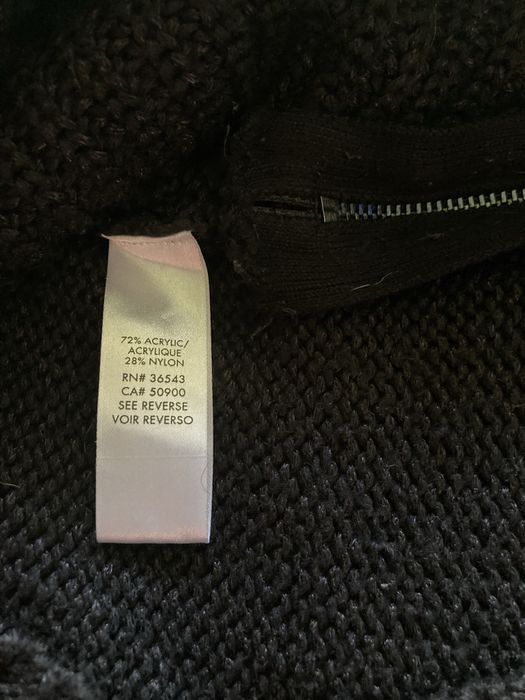 72% ACRYLIC/
ACRYLIQUE
28% NYLON
RN# 36543
CA# 50900
SEE REVERSE
VOIR REVERSO